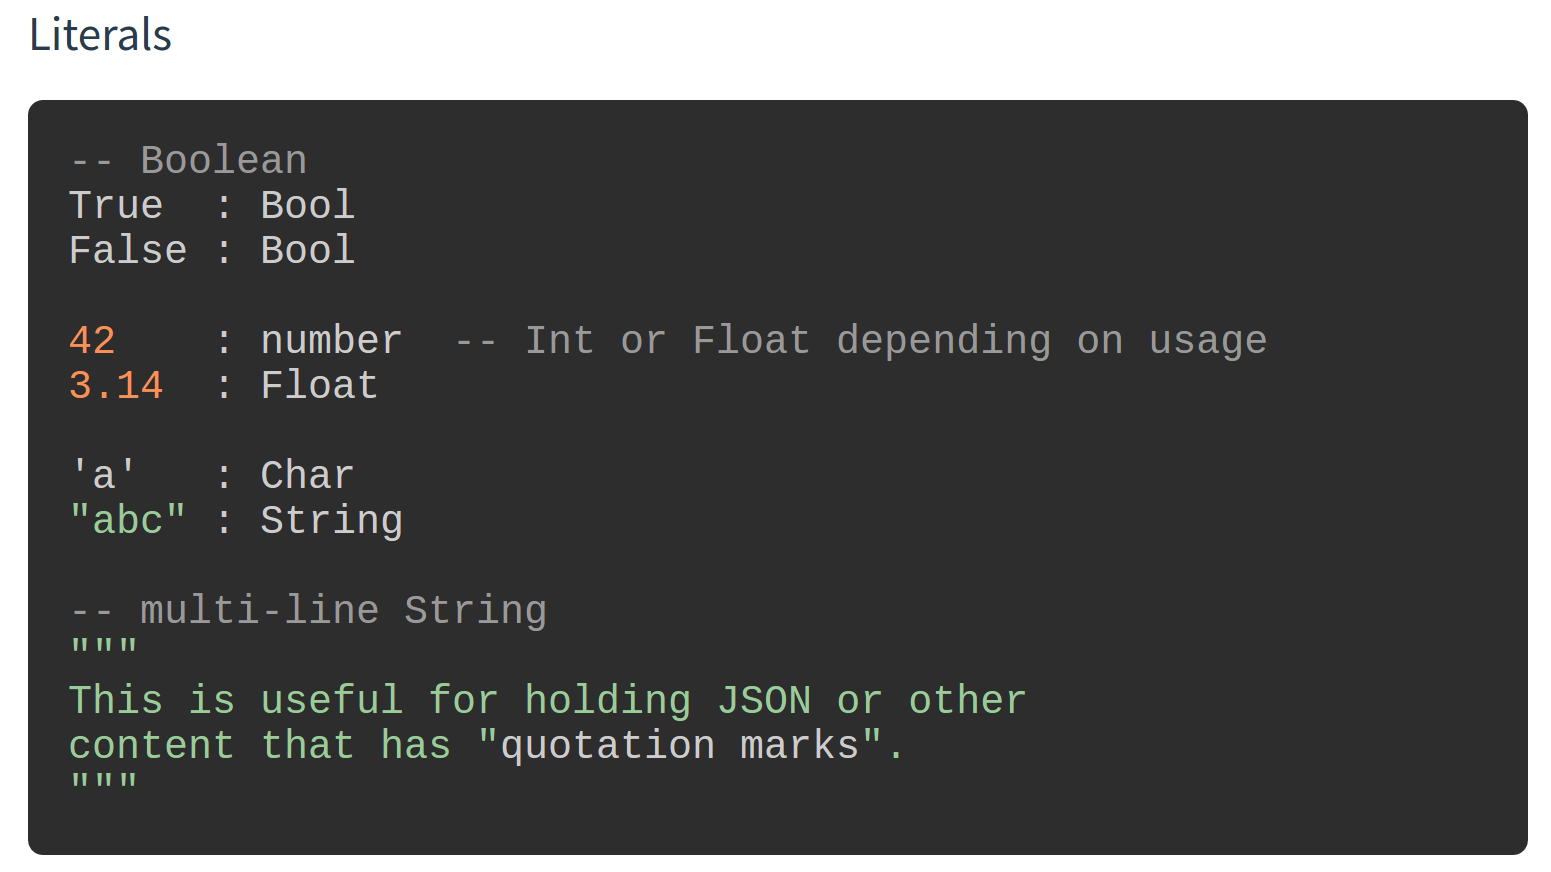 Literals
-- Boolean
True  : Bool
False : Bool
42    : number  -- Int or Float depending on usage
3.14  : Float
'a'   : Char
"abc" : String
-- multi-line String
"""
This is useful for holding JSON or other
content that has "quotation marks".
"""